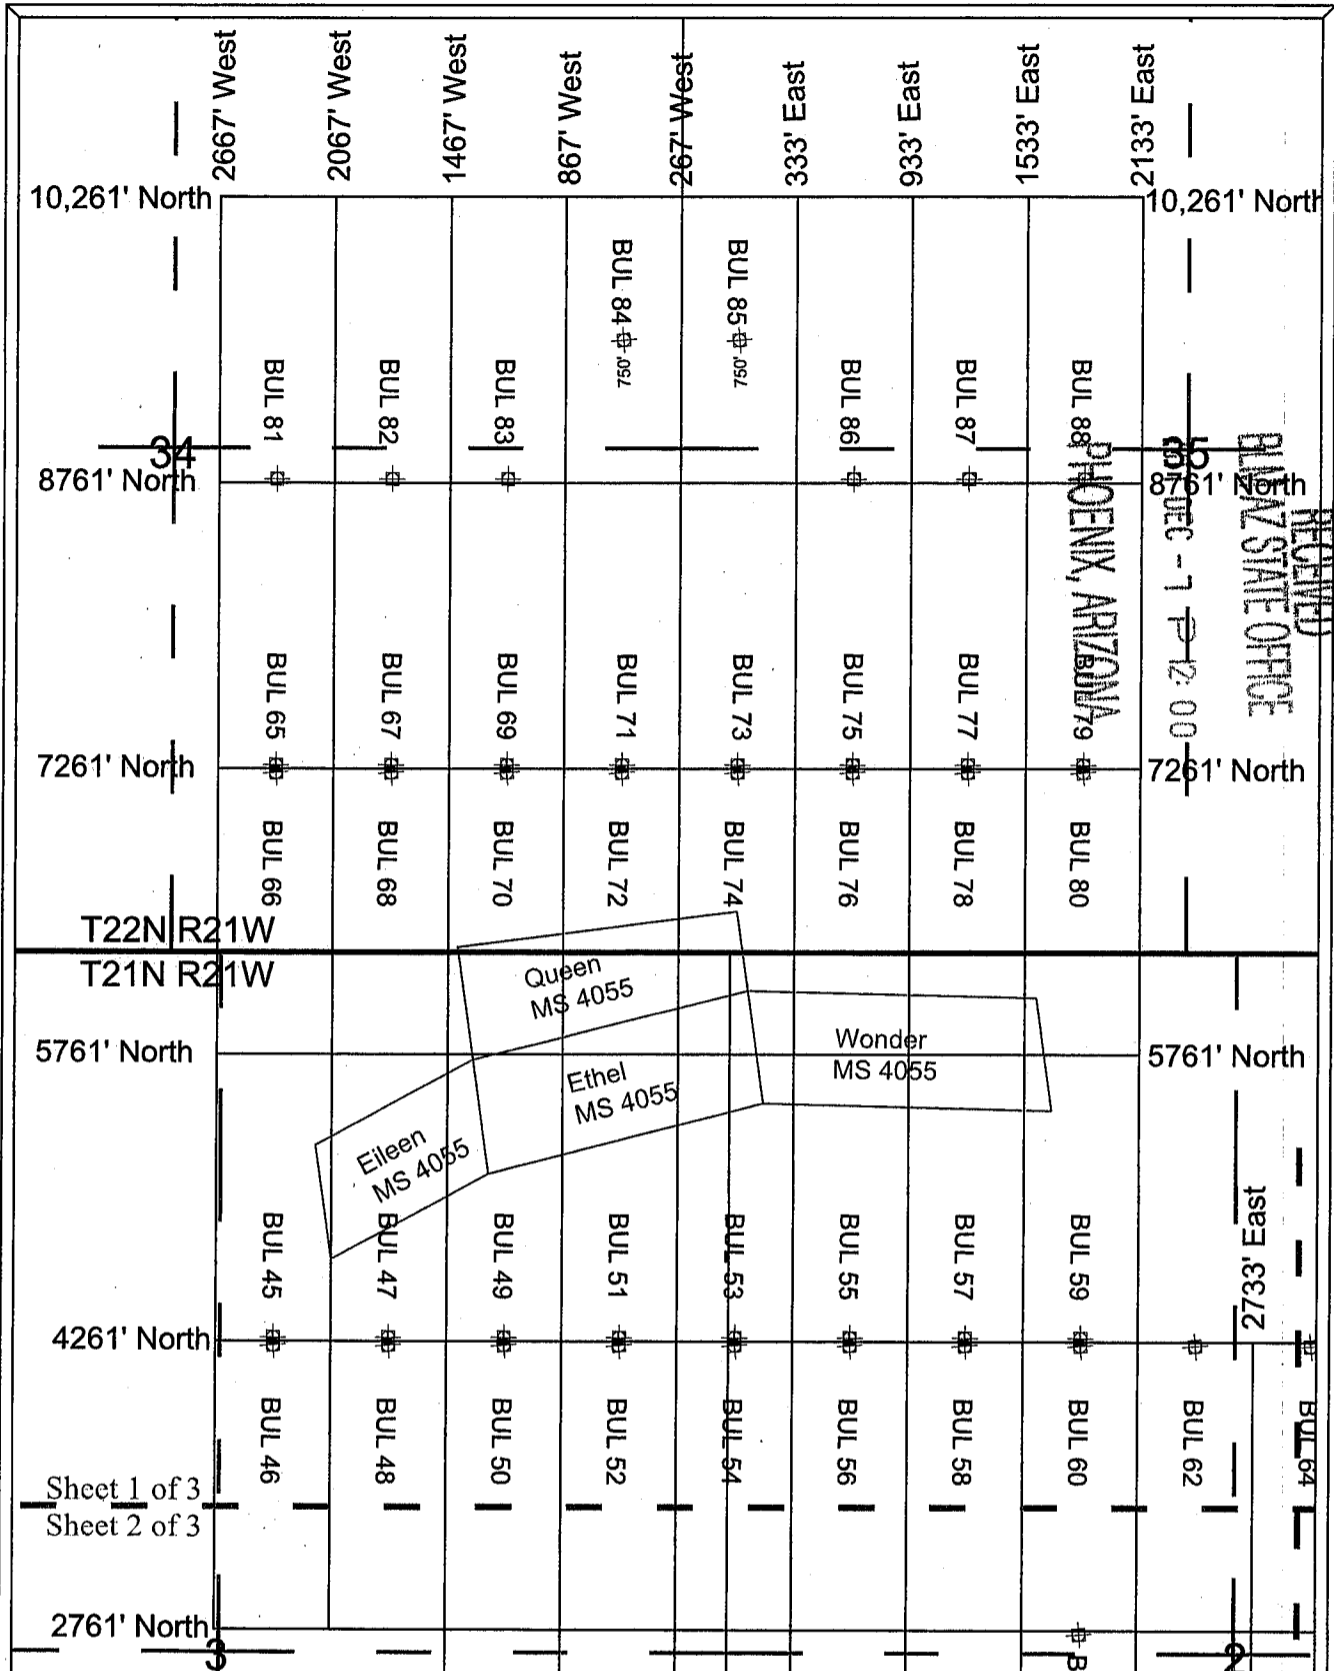 2667' West
2067' West
1467' West
867' West
267' West
333' East
933' East
1533' East
2133' East
10,261' North
10,261' North
BUL 84
750'
BUL 85
750'
BUL 81
BUL 82
BUL 83
BUL 86
BUL 87
BUL 88
34
35
8761' North
8761' North
RECEIVED
BLM AZ STATE OFFICE
DEC - 1 P 12: 00
PHOENIX, ARIZONA
BUL 65
BUL 67
BUL 69
BUL 71
BUL 73
BUL 75
BUL 77
BUL 79
7261' North
7261' North
BUL 66
BUL 68
BUL 70
BUL 72
BUL 74
BUL 76
BUL 78
BUL 80
T22N R21W
T21N R21W
Queen
MS 4055
5761' North
Wonder
MS 4055
5761' North
Ethel
MS 4055
Eileen
MS 4055
BUL 45
BUL 47
BUL 49
BUL 51
BUL 53
BUL 55
BUL 57
BUL 59
2733' East
4261' North
BUL 46
BUL 48
BUL 50
BUL 52
BUL 54
BUL 56
BUL 58
BUL 60
BUL 62
BUL 64
Sheet 1 of 3
Sheet 2 of 3
2761' North
3
B
2